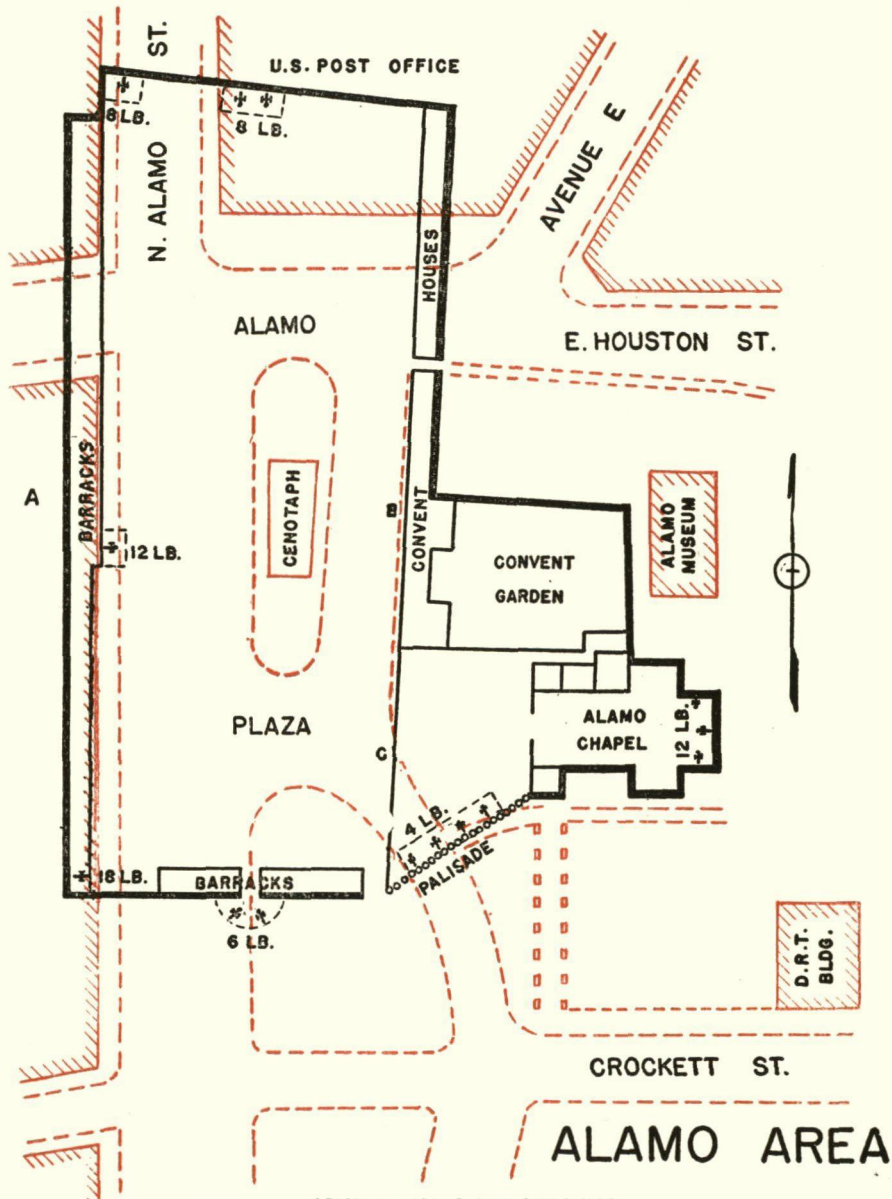 N. ALAMO ST.
U.S. POST OFFICE
8 LB.
8 LB.
AVENUE E
HOUSES
ALAMO
E. HOUSTON ST.
BARRACKS
A
CENOTAPH
B
CONVENT
ALAMO
MUSEUM
12 LB.
CONVENT
GARDEN
PLAZA
ALAMO
CHAPEL
12 LB.
C
4 LB.
PALISADE
18 LB.
BARRACKS
6 LB.
D.R.T.
BLDG.
CROCKETT ST.
ALAMO AREA